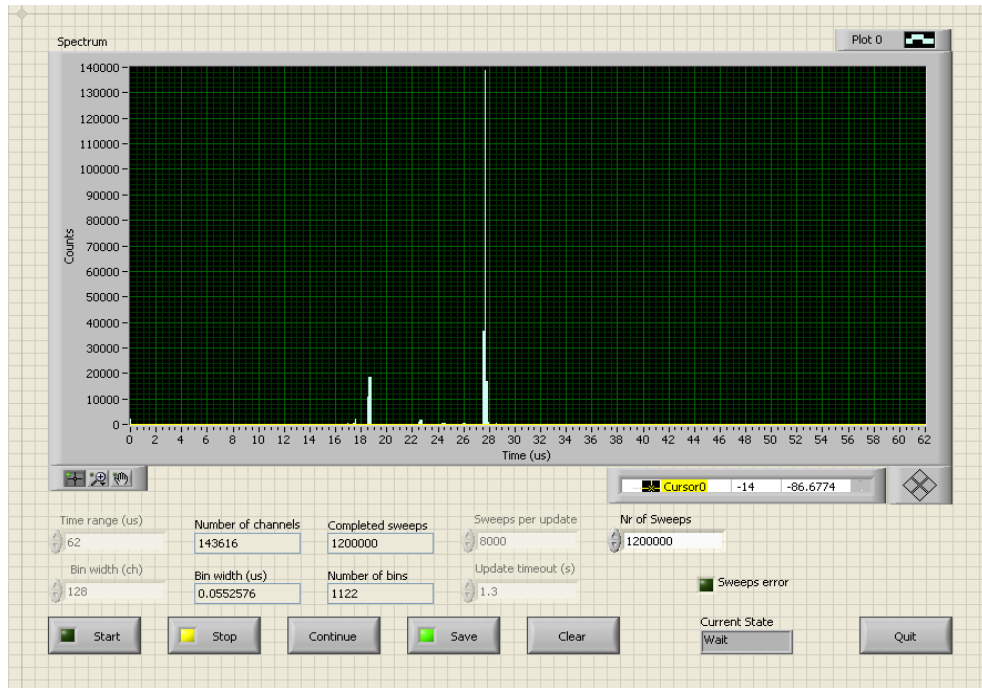 Spectrum
Plot 0
140000
130000
120000
110000
100000
90000
80000
70000
60000
50000
40000
30000
20000
10000
0
Counts
0 2 4 6 8 10 12 14 16 18 20 22 24 26 28 30 32 34 36 38 40 42 44 46 48 50 52 54 56 58 60 62
Time (us)
Cursor0 -14 -86.6774
Time range (us) Number of channels Completed sweeps Sweeps per update Nr of Sweeps
62 143616 1200000 8000 1200000
Bin width (ch) Bin width (us) Number of bins Update timeout (s) Sweeps error
128 0.0552576 1122 1.3
Current State
Start Stop Continue Save Clear Wait Quit